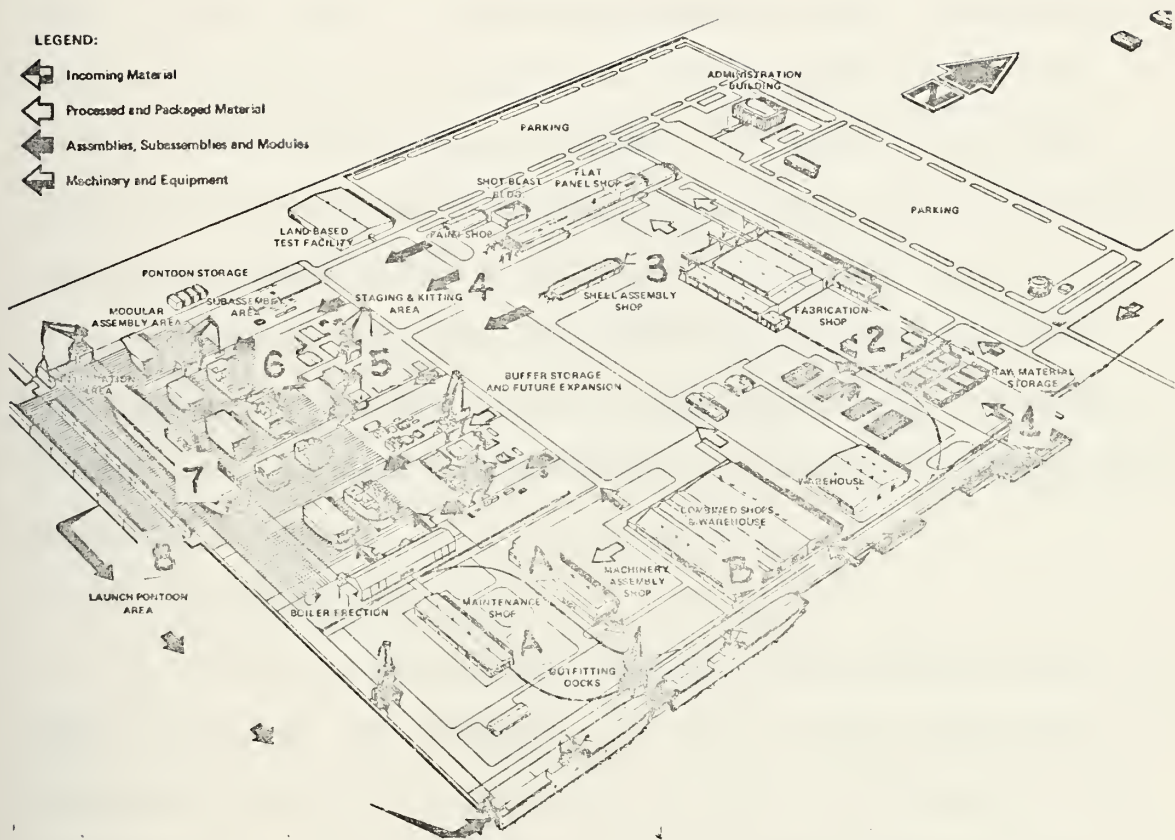 LEGEND:
Incoming Material
Processed and Packaged Material
Assemblies, Subassemblies and Modules
Machinery and Equipment
ADMINISTRATION
BUILDING
N
PARKING
PARKING
SHOT BLAST
BLDG
FLAT
PANEL SHOP
LAND BASED
TEST FACILITY
PAINT SHOP
PONTOON STORAGE
MODULAR
ASSEMBLY AREA
SUBASSEMBLY
AREA
STAGING & KITTING
AREA
4
3
SHELL ASSEMBLY
SHOP
FABRICATION
SHOP
2
6
5
AREA
BUFFER STORAGE
AND FUTURE EXPANSION
RAW MATERIAL
STORAGE
1
7
WAREHOUSE
COMBINED SHOPS
& WAREHOUSE
B
8
LAUNCH PONTOON
AREA
A
MACHINERY
ASSEMBLY
SHOP
BOILER ERECTION
MAINTENANCE
SHOP
A
OUTFITTING
DOCKS